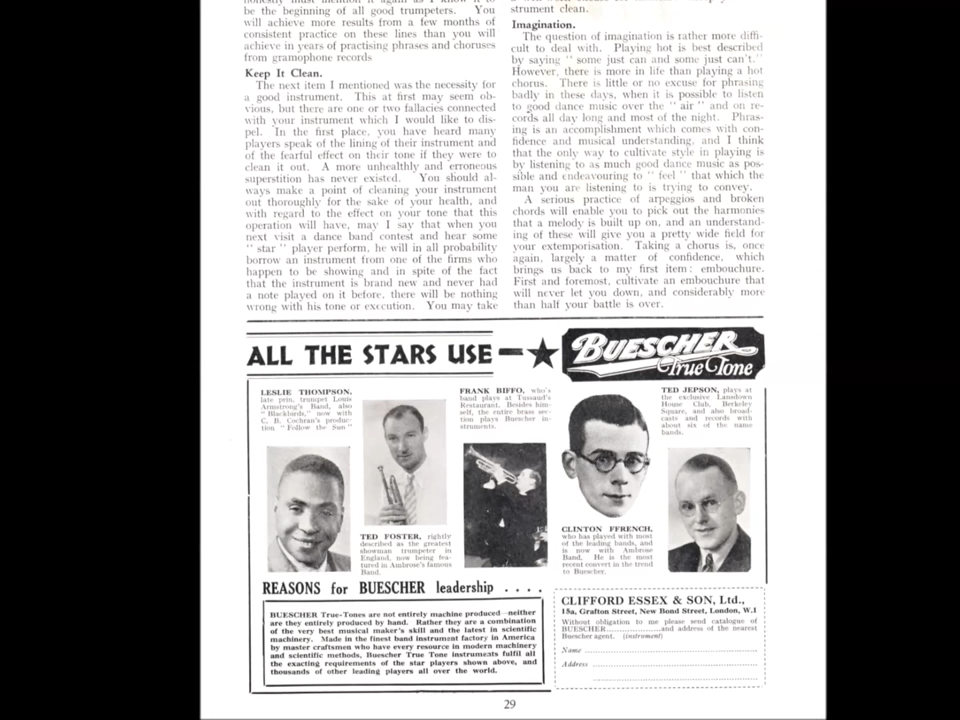 be the beginning of all good trumpeters. You
will achieve more results from a few months of
consistent practice on these lines than you will
achieve in years of practising phrases and choruses
from gramophone records
Keep It Clean.
The next item I mentioned was the necessity for
a good instrument. This at first may seem ob-
vious, but there are one or two fallacies connected
with your instrument which I would like to dis-
pel. In the first place, you have heard many
players speak of the lining of their instrument and
of the fearful effect on their tone if they were to
clean it out. A more unhealthly and erroneous
superstition has never existed. You should al-
ways make a point of cleaning your instrument
out thoroughly for the sake of your health, and
with regard to the effect on your tone that this
operation will have, may I say that when you
next visit a dance band contest and hear some
" star " player perform, he will in all probability
borrow an instrument from one of the firms who
happen to be showing and in spite of the fact
that the instrument is brand new and never had
a note played on it before, there will be nothing
wrong with his tone or execution. You may take
strument clean.
Imagination.
The question of imagination is rather more diffi-
cult to deal with. Playing hot is best described
by saying " some just can and some just can't."
However, there is more in life than playing a hot
chorus. There is little or no excuse for phrasing
badly in these days, when it is possible to listen
to good dance music over the " air " and on re-
cords all day long and most of the night. Phras-
ing is an accomplishment which comes with con-
fidence and musical understanding, and I think
that the only way to cultivate style in playing is
by listening to as much good dance music as pos-
sible and endeavouring to " feel " that which the
man you are listening to is trying to convey.
A serious practice of arpeggios and broken
chords will enable you to pick out the harmonies
that a melody is built up on, and an understand-
ing of these will give you a pretty wide field for
your extemporisation. Taking a chorus is, once
again, largely a matter of confidence, which
brings us back to my first item: embouchure.
First and foremost, cultivate an embouchure that
will never let you down, and considerably more
than half your battle is over.
ALL THE STARS USE - ★ BUESCHER
True Tone
LESLIE THOMPSON,
late prin. trumpet Louis
Armstrong's Band, also
"Blackbirds," now with
C. B. Cochran's produc-
tion "Follow the Sun"
TED FOSTER, rightly
described as the greatest
showman trumpeter in
England, now being fea-
tured in Ambrose's famous
Band.
FRANK BIFFO, who's
band plays at Tussaud's
Restaurant. Besides him-
self, the entire brass sec-
tion plays Buescher in-
struments.
CLINTON FFRENCH,
who has played with most
of the leading bands, and
is now with Ambrose
Band. He is the most
recent convert in the trend
to Buescher.
TED JEPSON, plays at
the exclusive Lansdown
House Club, Berkeley
Square, and also broad-
casts and records with
about six of the name
bands.
REASONS for BUESCHER leadership . . . .
BUESCHER True-Tones are not entirely machine produced—neither
are they entirely produced by hand. Rather they are a combination
of the very best musical maker's skill and the latest in scientific
machinery. Made in the finest band instrument factory in America
by master craftsmen who have every resource in modern machinery
and scientific methods, Buescher True Tone instruments fulfil all
the exacting requirements of the star players shown above, and
thousands of other leading players all over the world.
CLIFFORD ESSEX & SON, Ltd.,
15a, Grafton Street, New Bond Street, London, W.1
Without obligation to me please send catalogue of
BUESCHER..................and address of the nearest
Buescher agent. (instrument)
Name
Address
29